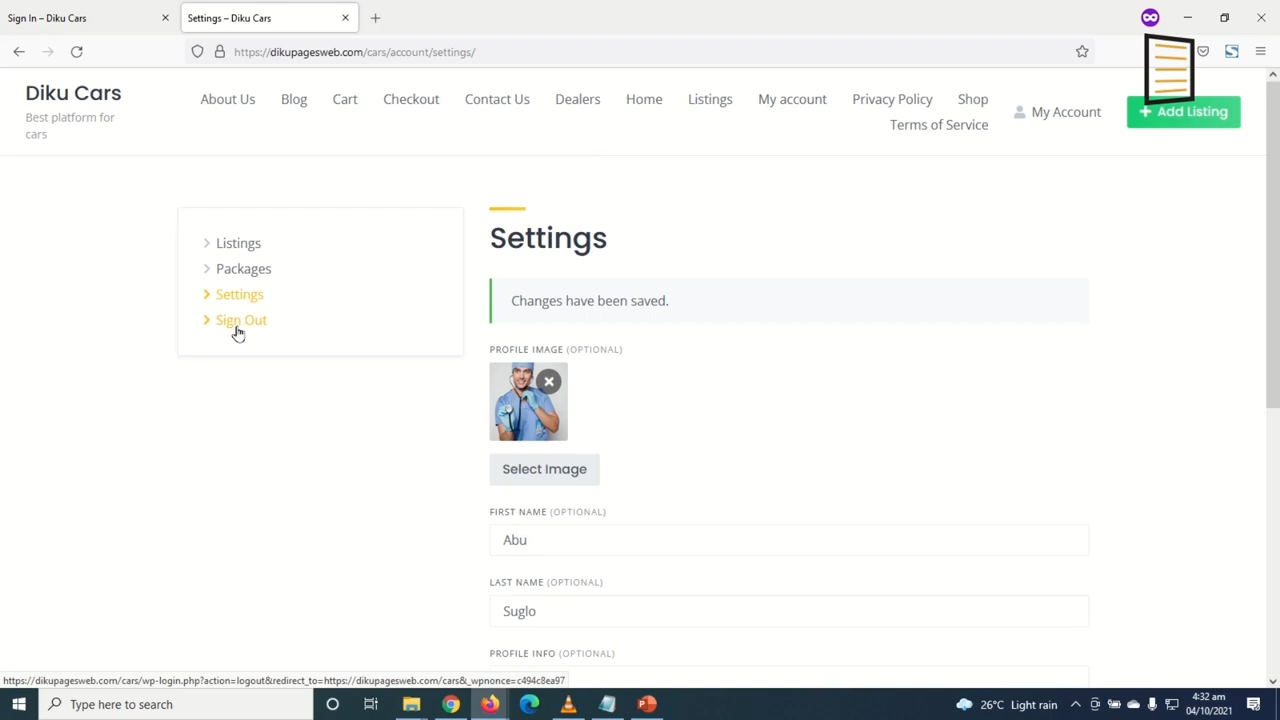 Sign In – Diku Cars
Settings – Diku Cars
https://dikupagesweb.com/cars/account/settings/
Diku Cars
Best platform for
cars
About Us Blog Cart Checkout Contact Us Dealers Home Listings My account Privacy Policy Shop
Terms of Service
My Account
Add Listing
Listings
Packages
Settings
Sign Out
Settings
Changes have been saved.
PROFILE IMAGE (OPTIONAL)
Select Image
FIRST NAME (OPTIONAL)
Abu
LAST NAME (OPTIONAL)
Suglo
PROFILE INFO (OPTIONAL)
https://dikupagesweb.com/cars/wp-login.php?action=logout&redirect_to=https://dikupagesweb.com/cars&_wpnonce=c494c8ea97
Type here to search
26°C Light rain
4:32 am
04/10/2021